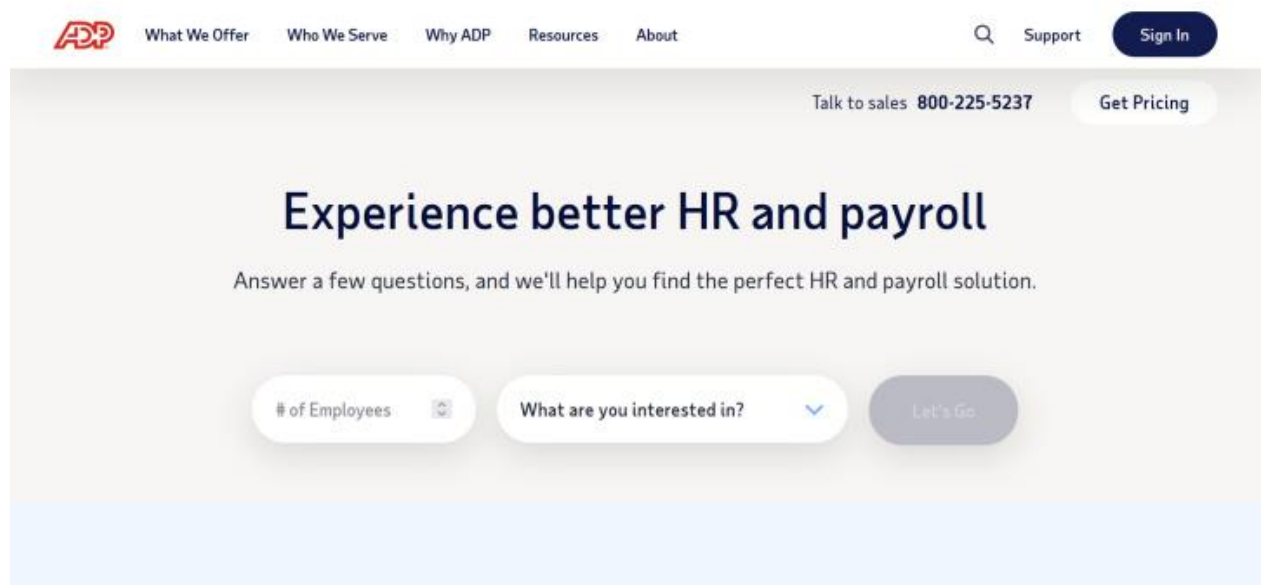 ADP What We Offer Who We Serve Why ADP Resources About Support Sign In
Talk to sales 800-225-5237 Get Pricing
Experience better HR and payroll
Answer a few questions, and we'll help you find the perfect HR and payroll solution.
# of Employees What are you interested in? Let's Go